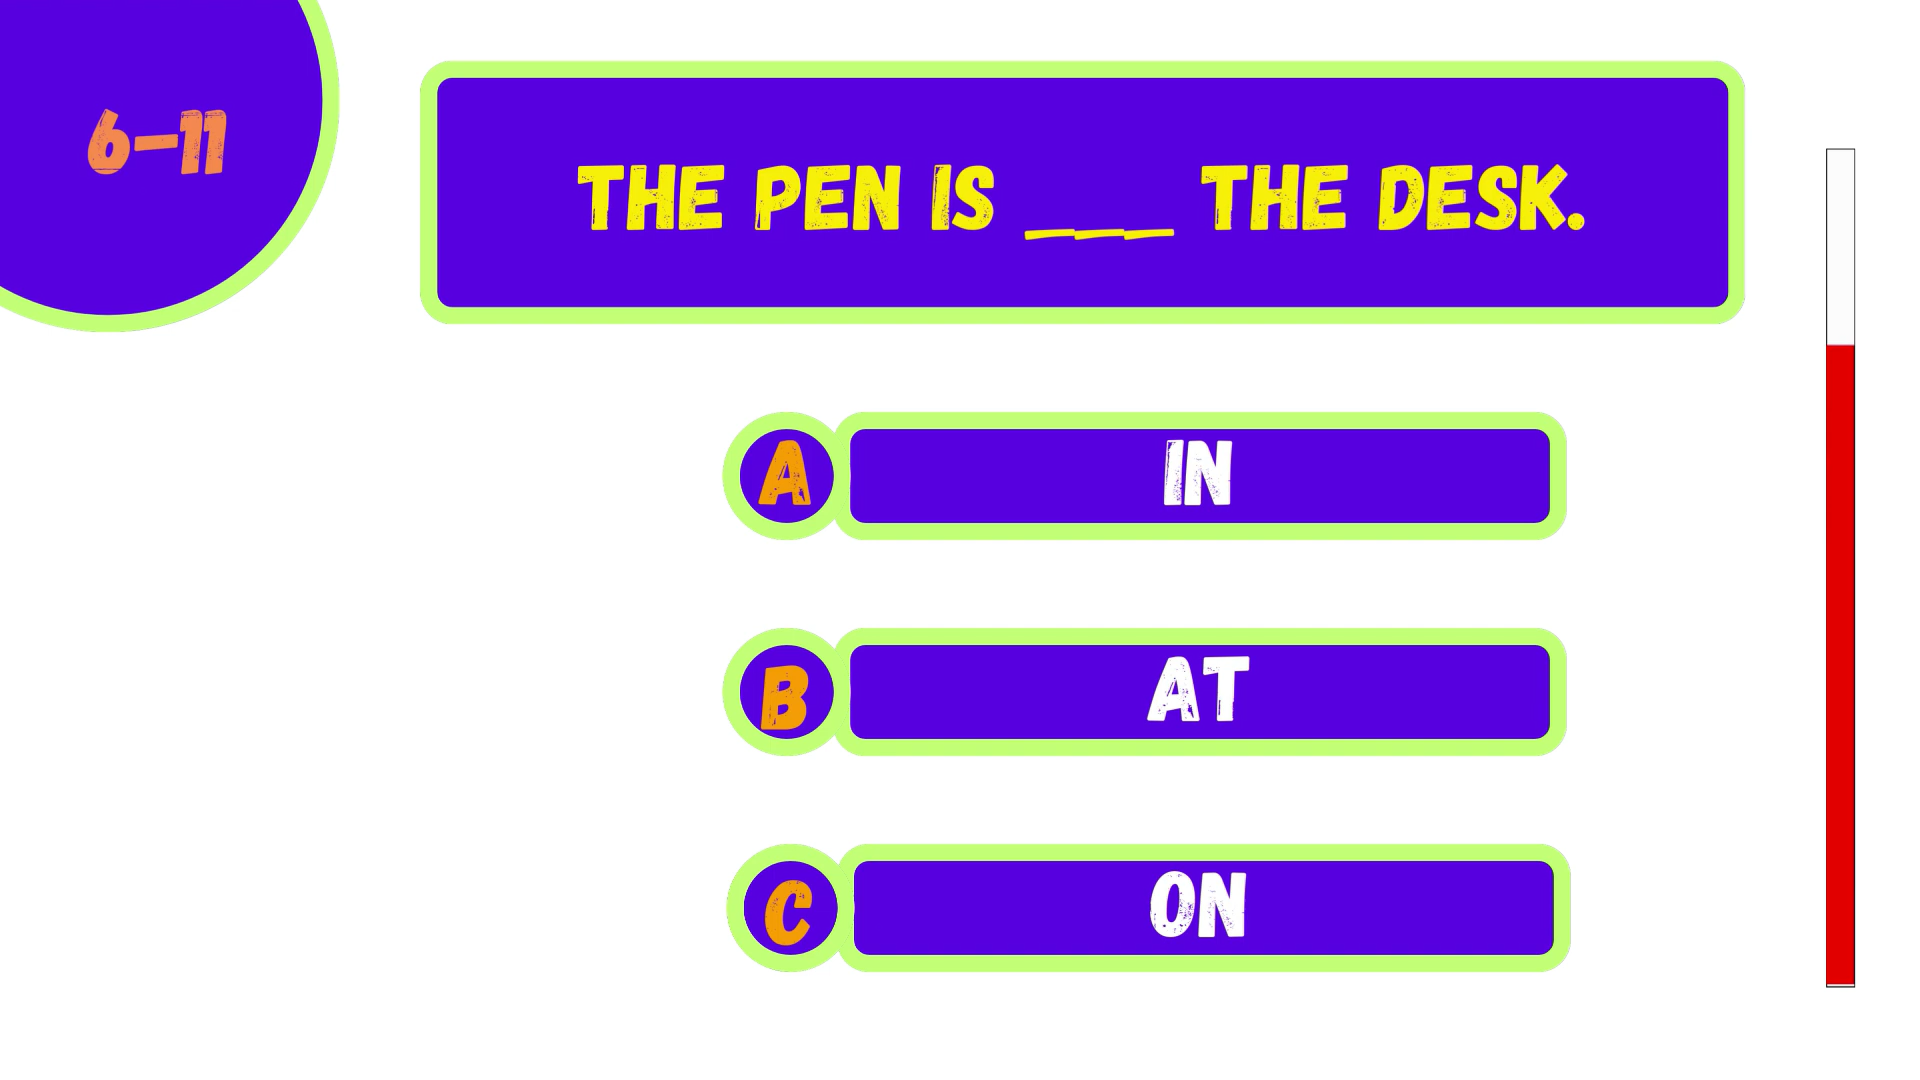 6-11
THE PEN IS ___ THE DESK.
A
IN
B
AT
C
ON